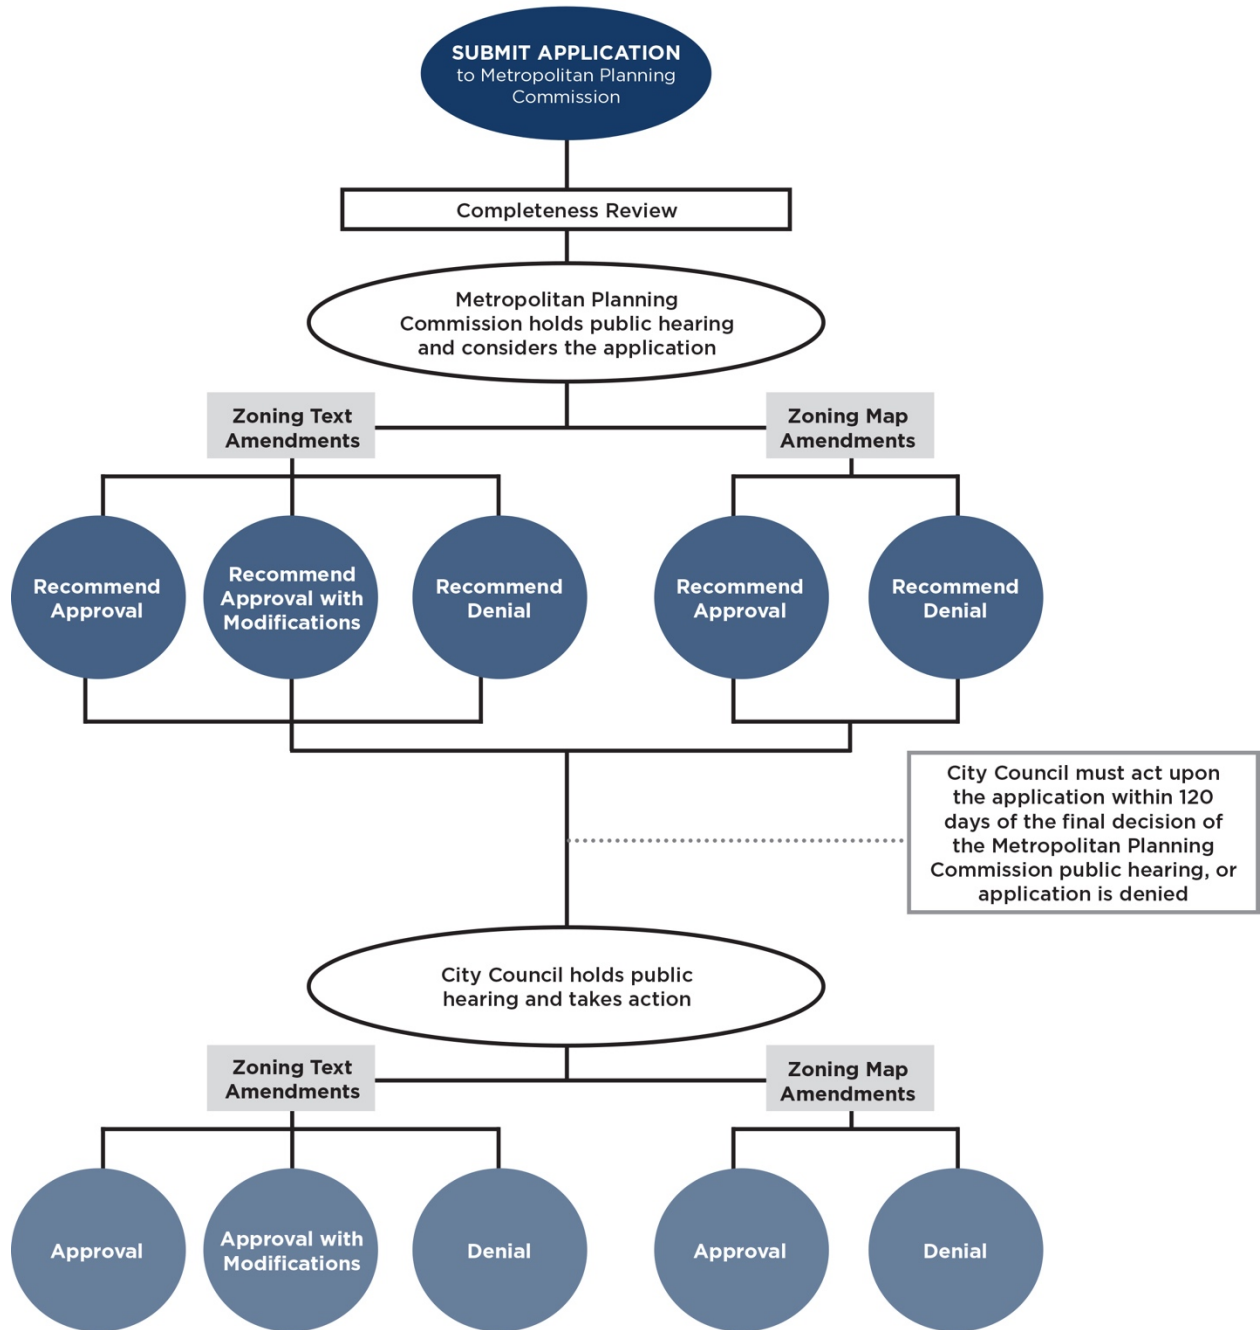 SUBMIT APPLICATION
to Metropolitan Planning
Commission
Completeness Review
Metropolitan Planning
Commission holds public hearing
and considers the application
Zoning Text
Amendments
Zoning Map
Amendments
Recommend
Approval
Recommend
Approval with
Modifications
Recommend
Denial
Recommend
Approval
Recommend
Denial
City Council must act upon
the application within 120
days of the final decision of
the Metropolitan Planning
Commission public hearing, or
application is denied
City Council holds public
hearing and takes action
Zoning Text
Amendments
Zoning Map
Amendments
Approval
Approval with
Modifications
Denial
Approval
Denial